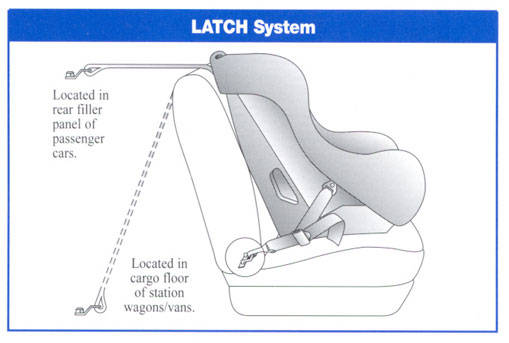 LATCH System
Located in
rear filler
panel of
passenger
cars.
Located in
cargo floor
of station
wagons/vans.